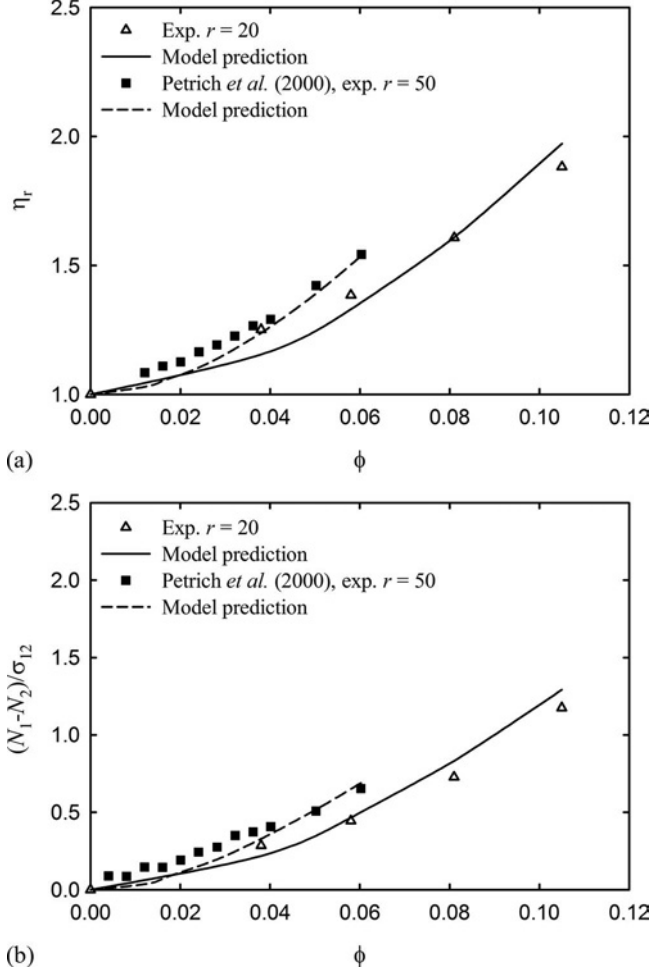 2.5
Exp. r = 20
Model prediction
Petrich et al. (2000), exp. r = 50
Model prediction
2.0
ηr
1.5
1.0
0.00 0.02 0.04 0.06 0.08 0.10 0.12
(a) ϕ
2.5
Exp. r = 20
Model prediction
Petrich et al. (2000), exp. r = 50
Model prediction
2.0
1.5
(N1-N2)/σ12
1.0
0.5
0.0
0.00 0.02 0.04 0.06 0.08 0.10 0.12
(b) ϕ